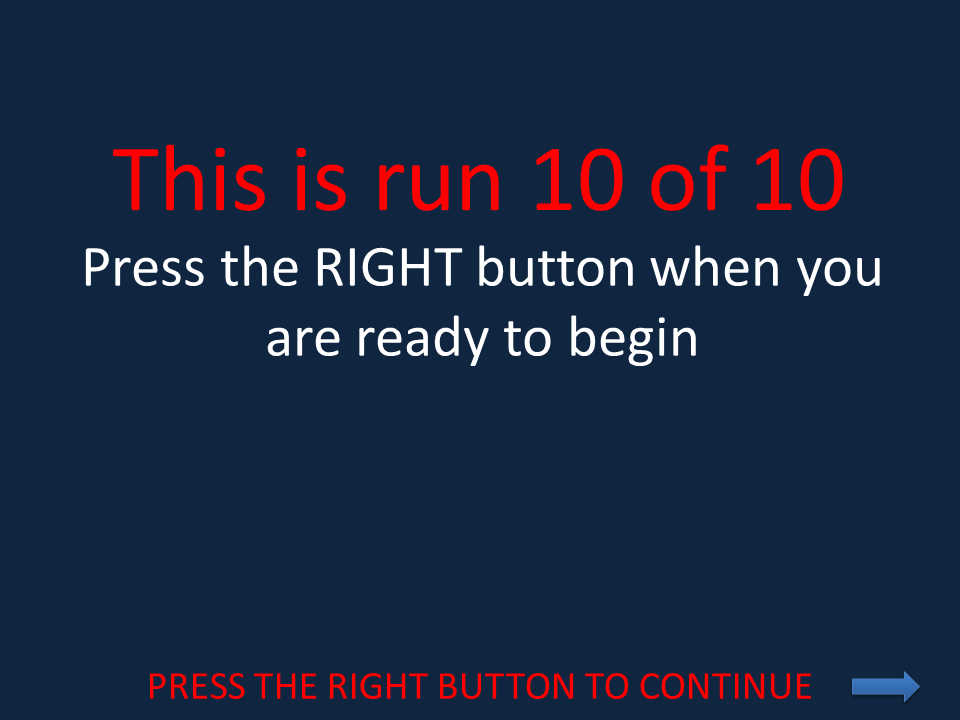 This is run 10 of 10
Press the RIGHT button when you
are ready to begin
PRESS THE RIGHT BUTTON TO CONTINUE